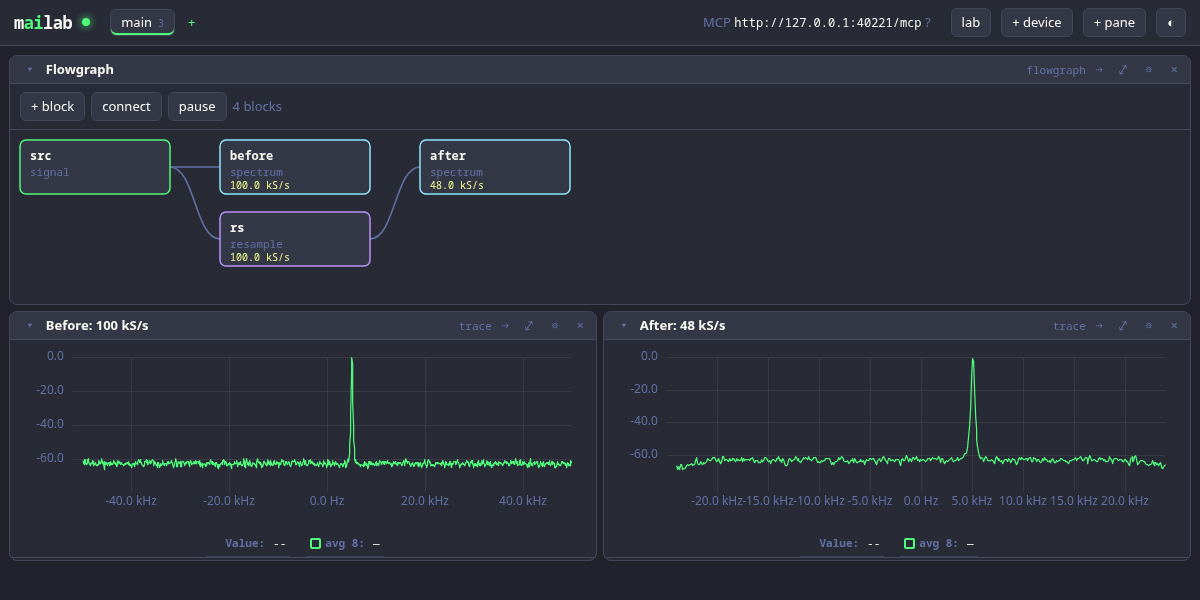 mailab main 3 + MCP http://127.0.0.1:40221/mcp ? lab + device + pane
Flowgraph flowgraph
+ block connect pause 4 blocks
src
signal
before
spectrum
100.0 kS/s
after
spectrum
48.0 kS/s
rs
resample
100.0 kS/s
Before: 100 kS/s trace
0.0
-20.0
-40.0
-60.0
-40.0 kHz -20.0 kHz 0.0 Hz 20.0 kHz 40.0 kHz
Value: -- avg 8: —
After: 48 kS/s trace
0.0
-20.0
-40.0
-60.0
-20.0 kHz -15.0 kHz -10.0 kHz -5.0 kHz 0.0 Hz 5.0 kHz 10.0 kHz 15.0 kHz 20.0 kHz
Value: -- avg 8: —